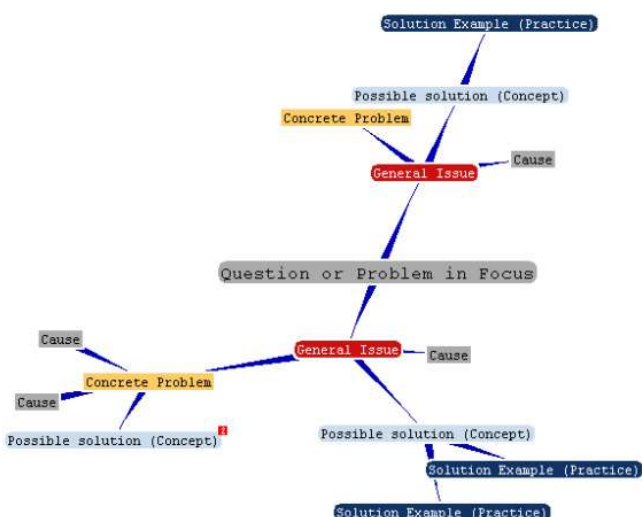 Solution Example (Practice)
Possible solution (Concept)
Concrete Problem
Cause
General Issue
Question or Problem in Focus
Cause
General Issue
Cause
Concrete Problem
Cause
Possible solution (Concept)
Possible solution (Concept)
Solution Example (Practice)
Solution Example (Practice)